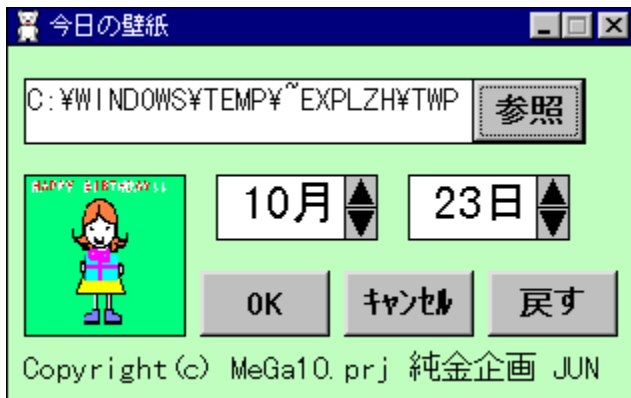 今日の壁紙
C:¥WINDOWS¥TEMP¥~EXPLZH¥TWP
参照
HAPPY BIRTHDAY!!
10月
23日
OK
ｷｬﾝｾﾙ
戻す
Copyright(c) MeGa10.prj 純金企画 JUN